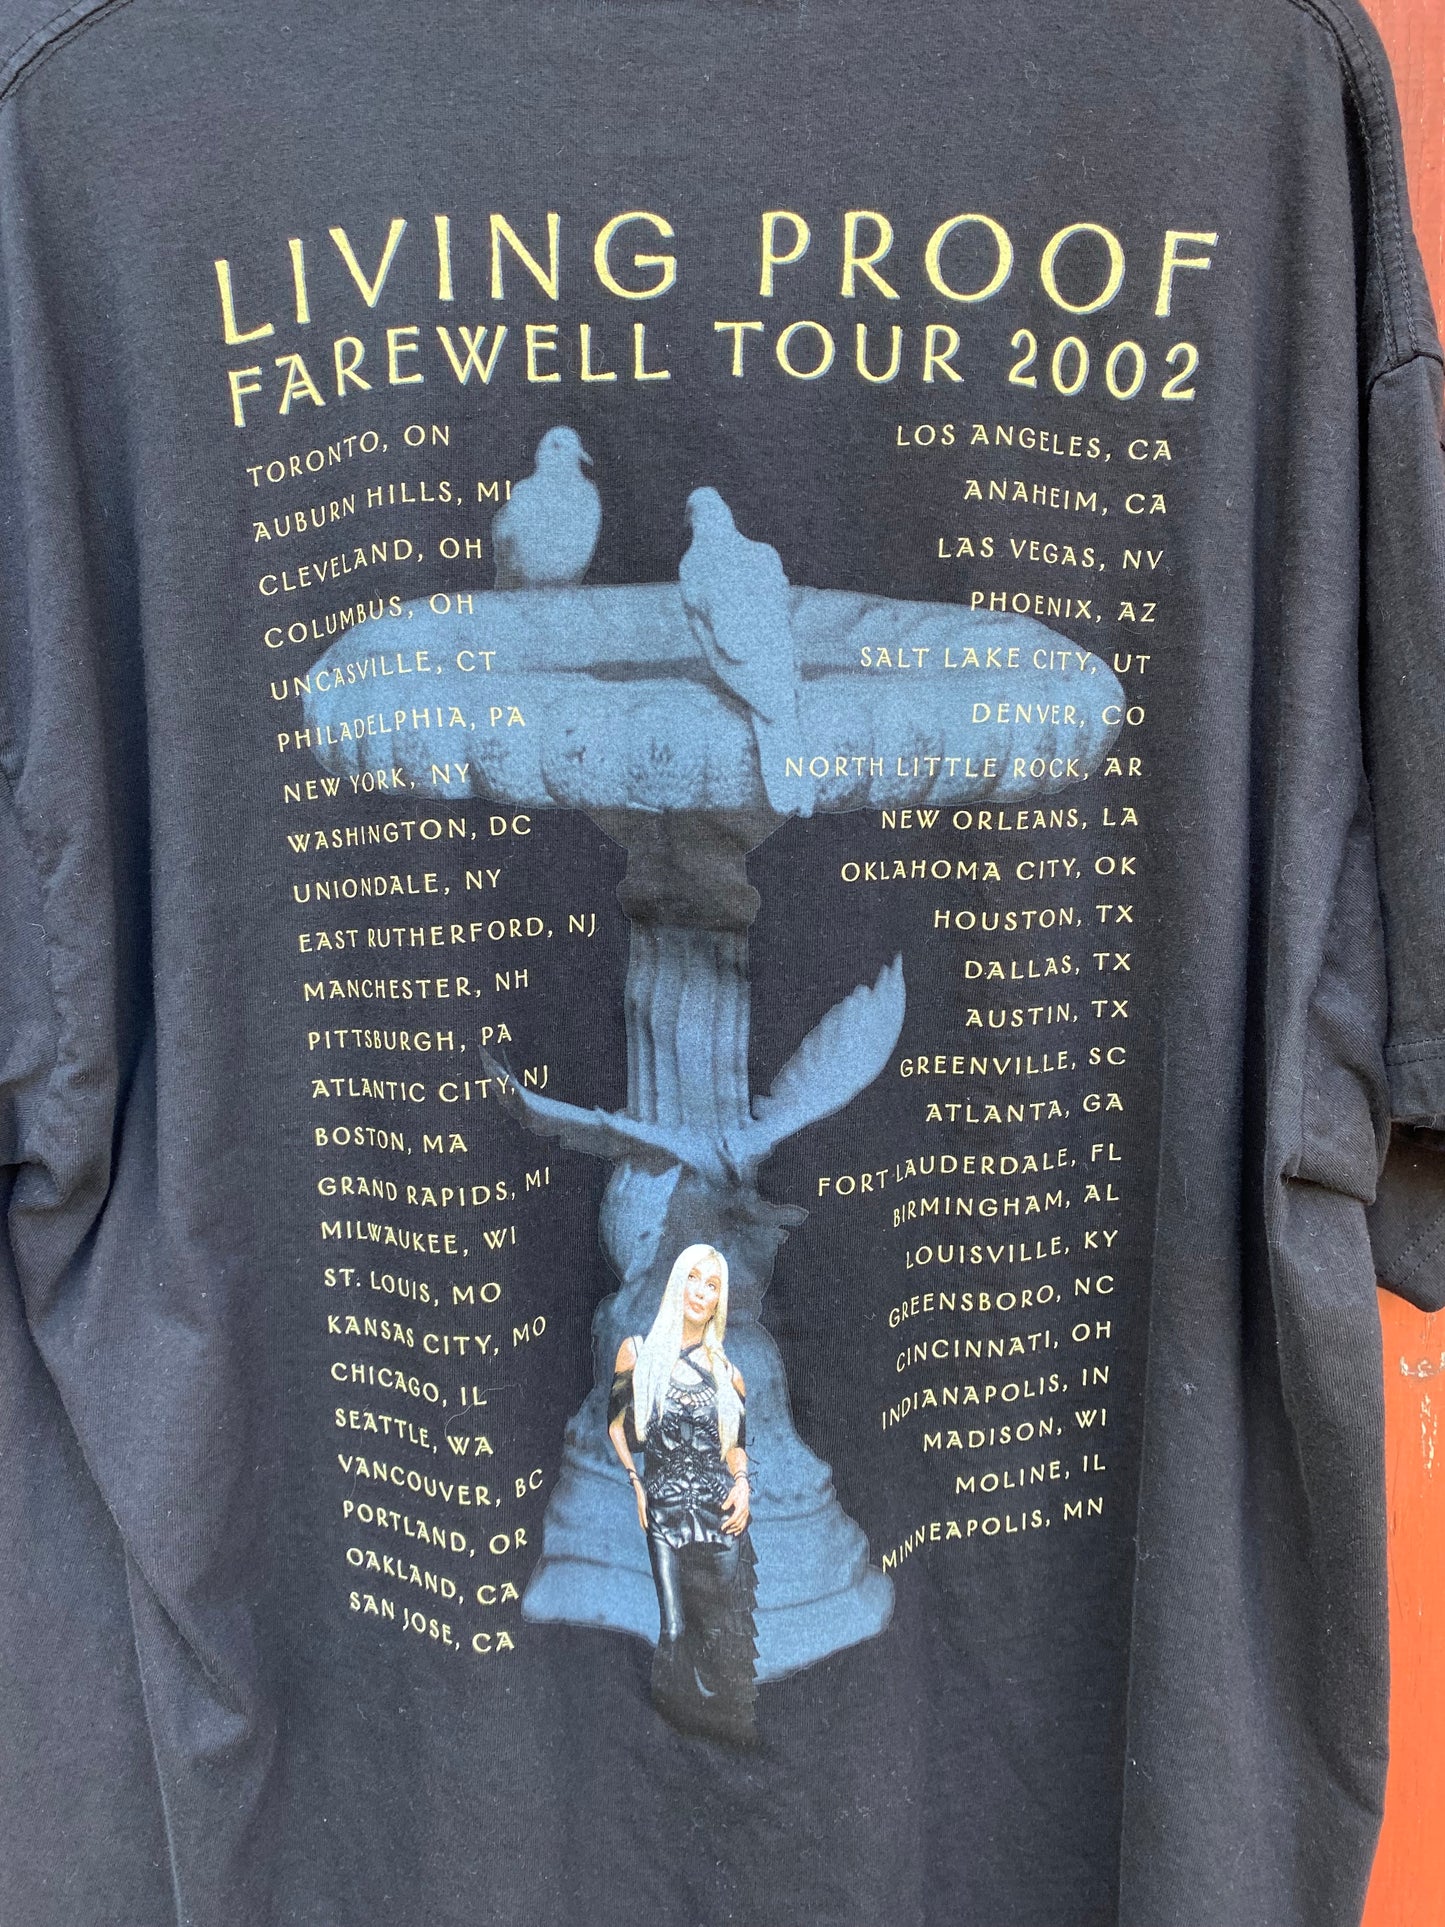 LIVING PROOF
FAREWELL TOUR 2002
TORONTO, ON
AUBURN HILLS, MI
CLEVELAND, OH
COLUMBUS, OH
UNCASVILLE, CT
PHILADELPHIA, PA
NEW YORK, NY
WASHINGTON, DC
UNIONDALE, NY
EAST RUTHERFORD, NJ
MANCHESTER, NH
PITTSBURGH, PA
ATLANTIC CITY, NJ
BOSTON, MA
GRAND RAPIDS, MI
MILWAUKEE, WI
ST. LOUIS, MO
KANSAS CITY, MO
CHICAGO, IL
SEATTLE, WA
VANCOUVER, BC
PORTLAND, OR
OAKLAND, CA
SAN JOSE, CA
LOS ANGELES, CA
ANAHEIM, CA
LAS VEGAS, NV
PHOENIX, AZ
SALT LAKE CITY, UT
DENVER, CO
NORTH LITTLE ROCK, AR
NEW ORLEANS, LA
OKLAHOMA CITY, OK
HOUSTON, TX
DALLAS, TX
AUSTIN, TX
GREENVILLE, SC
ATLANTA, GA
FORT LAUDERDALE, FL
BIRMINGHAM, AL
LOUISVILLE, KY
GREENSBORO, NC
CINCINNATI, OH
INDIANAPOLIS, IN
MADISON, WI
MOLINE, IL
MINNEAPOLIS, MN